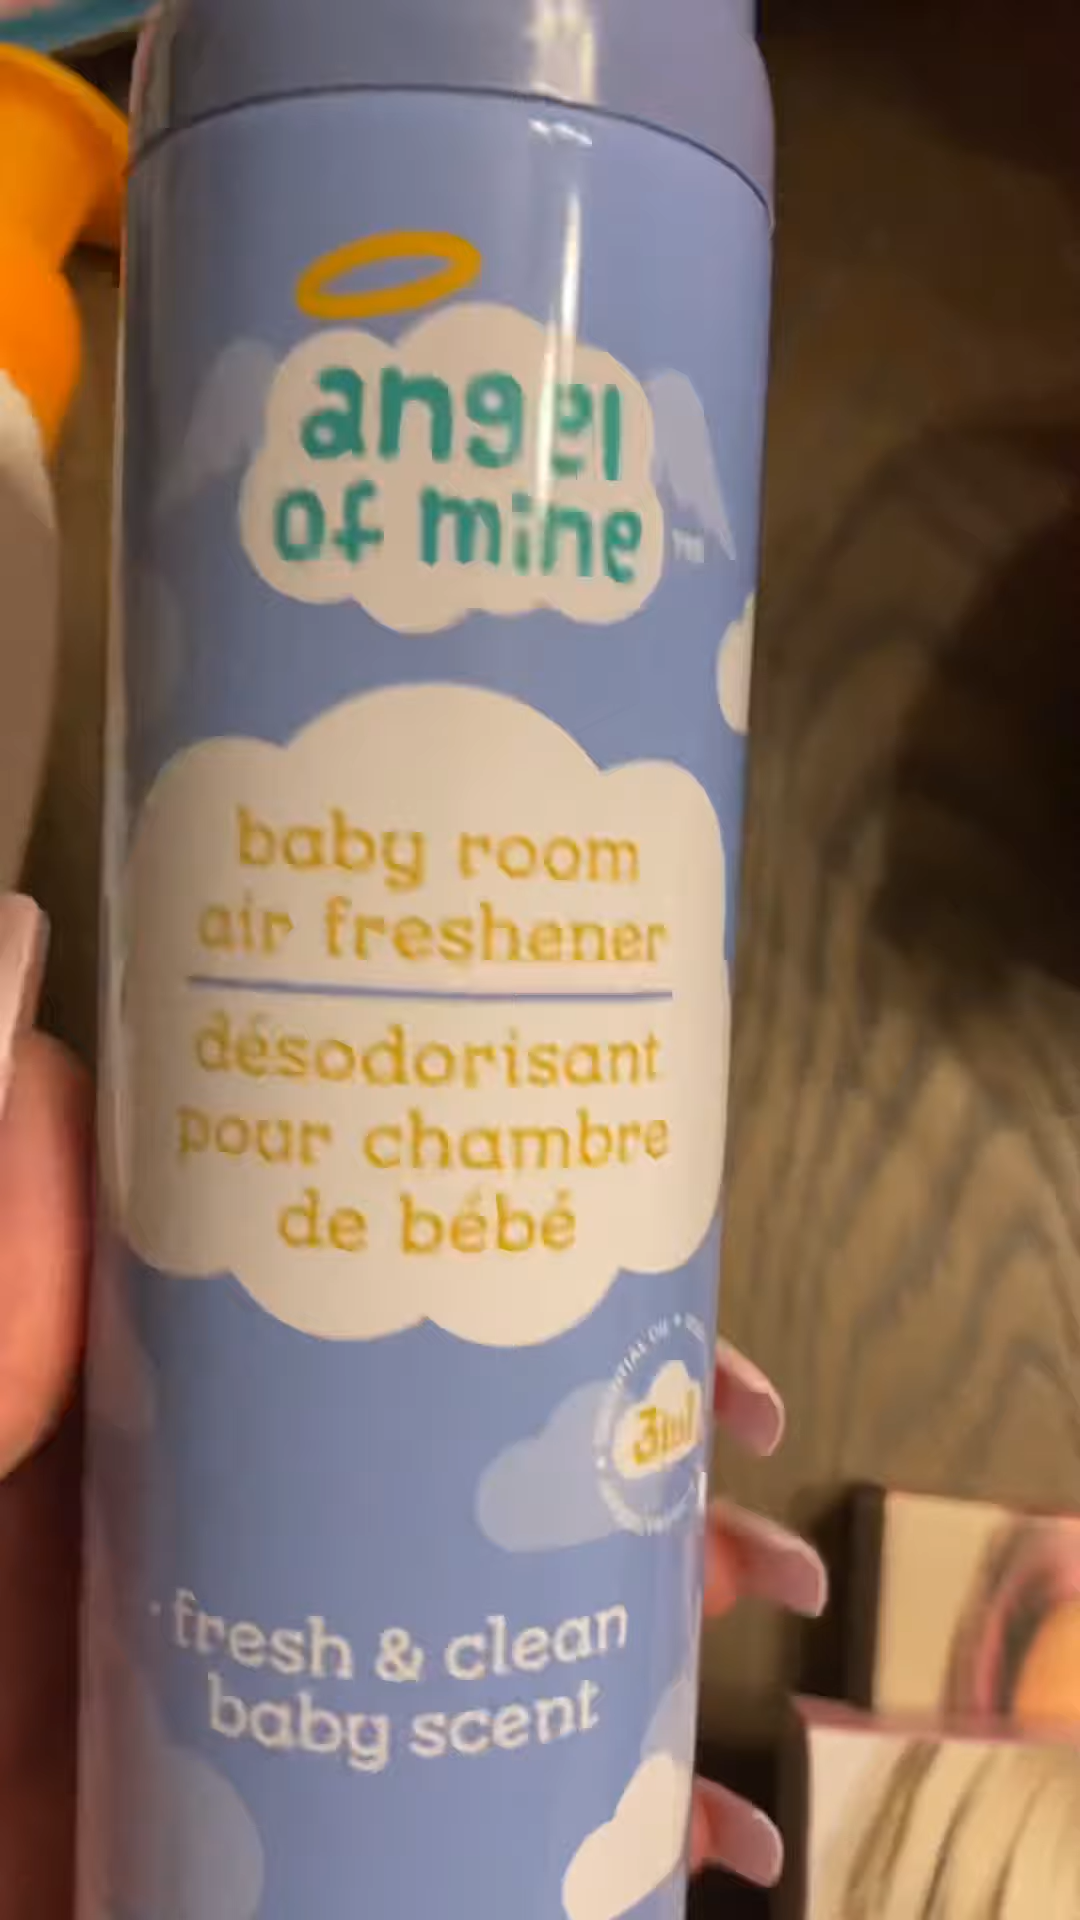 angel
of mine
baby room
air freshener
désodorisant
pour chambre
de bébé
3in1
fresh & clean
baby scent